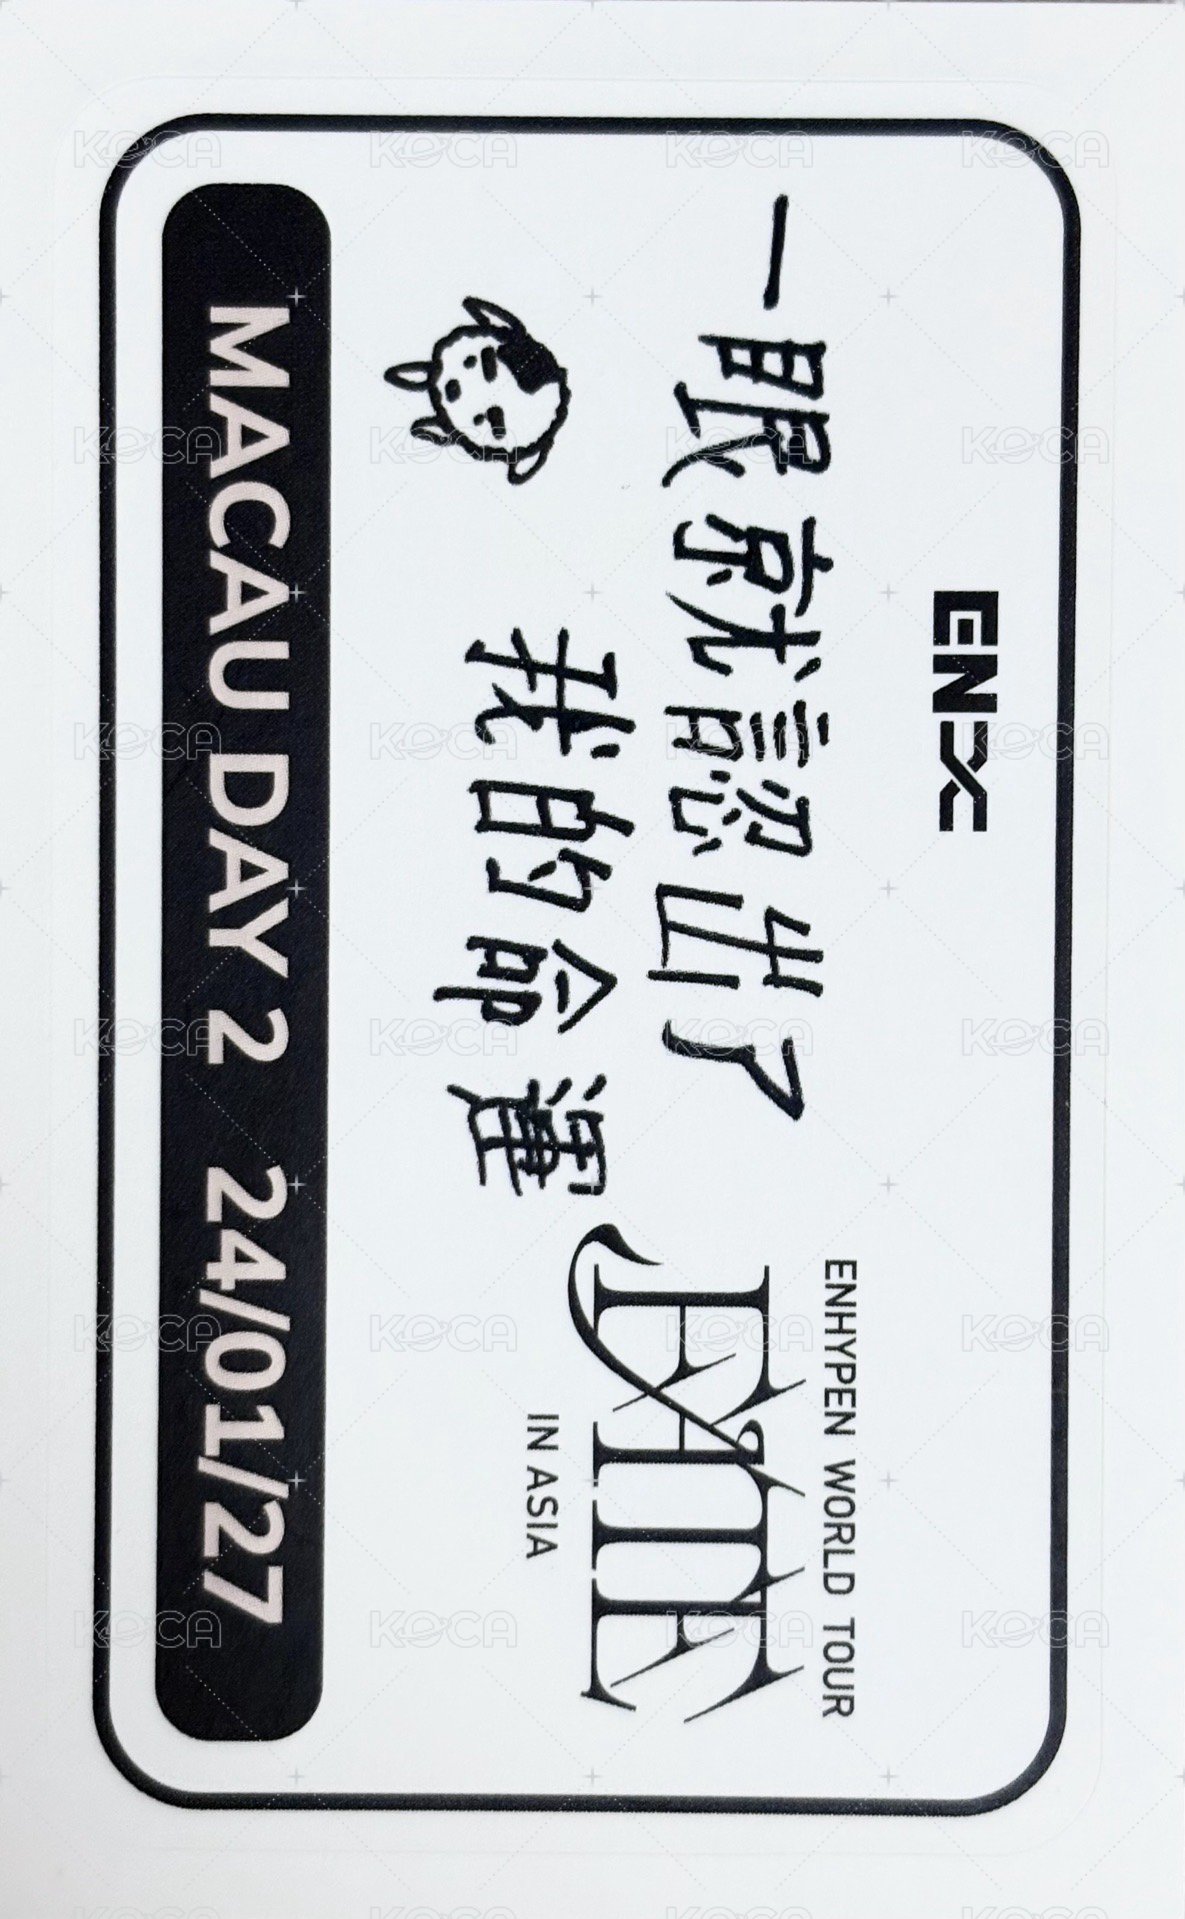 EN-
一眼就認出了
我的命運
ENHYPEN WORLD TOUR
FATE
IN ASIA
MACAU DAY 2 24/01/27
KOCA